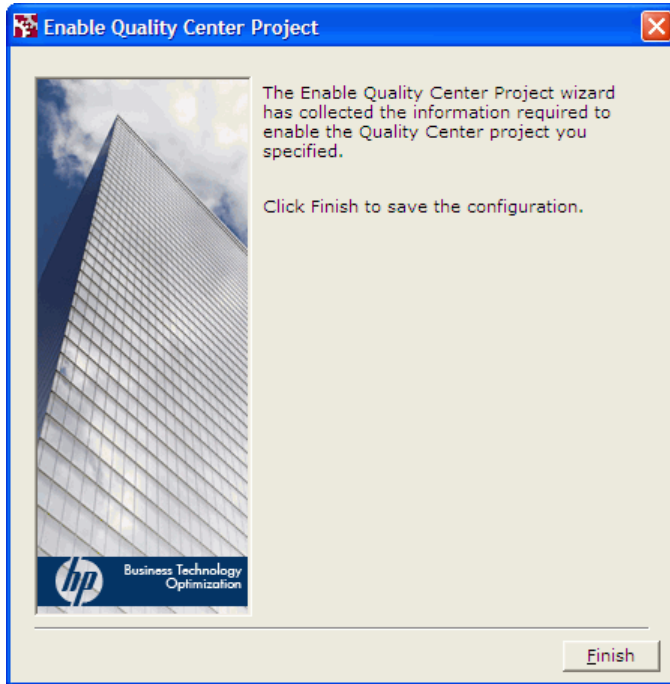 Enable Quality Center Project
The Enable Quality Center Project wizard
has collected the information required to
enable the Quality Center project you
specified.
Click Finish to save the configuration.
hp
Business Technology
Optimization
Finish